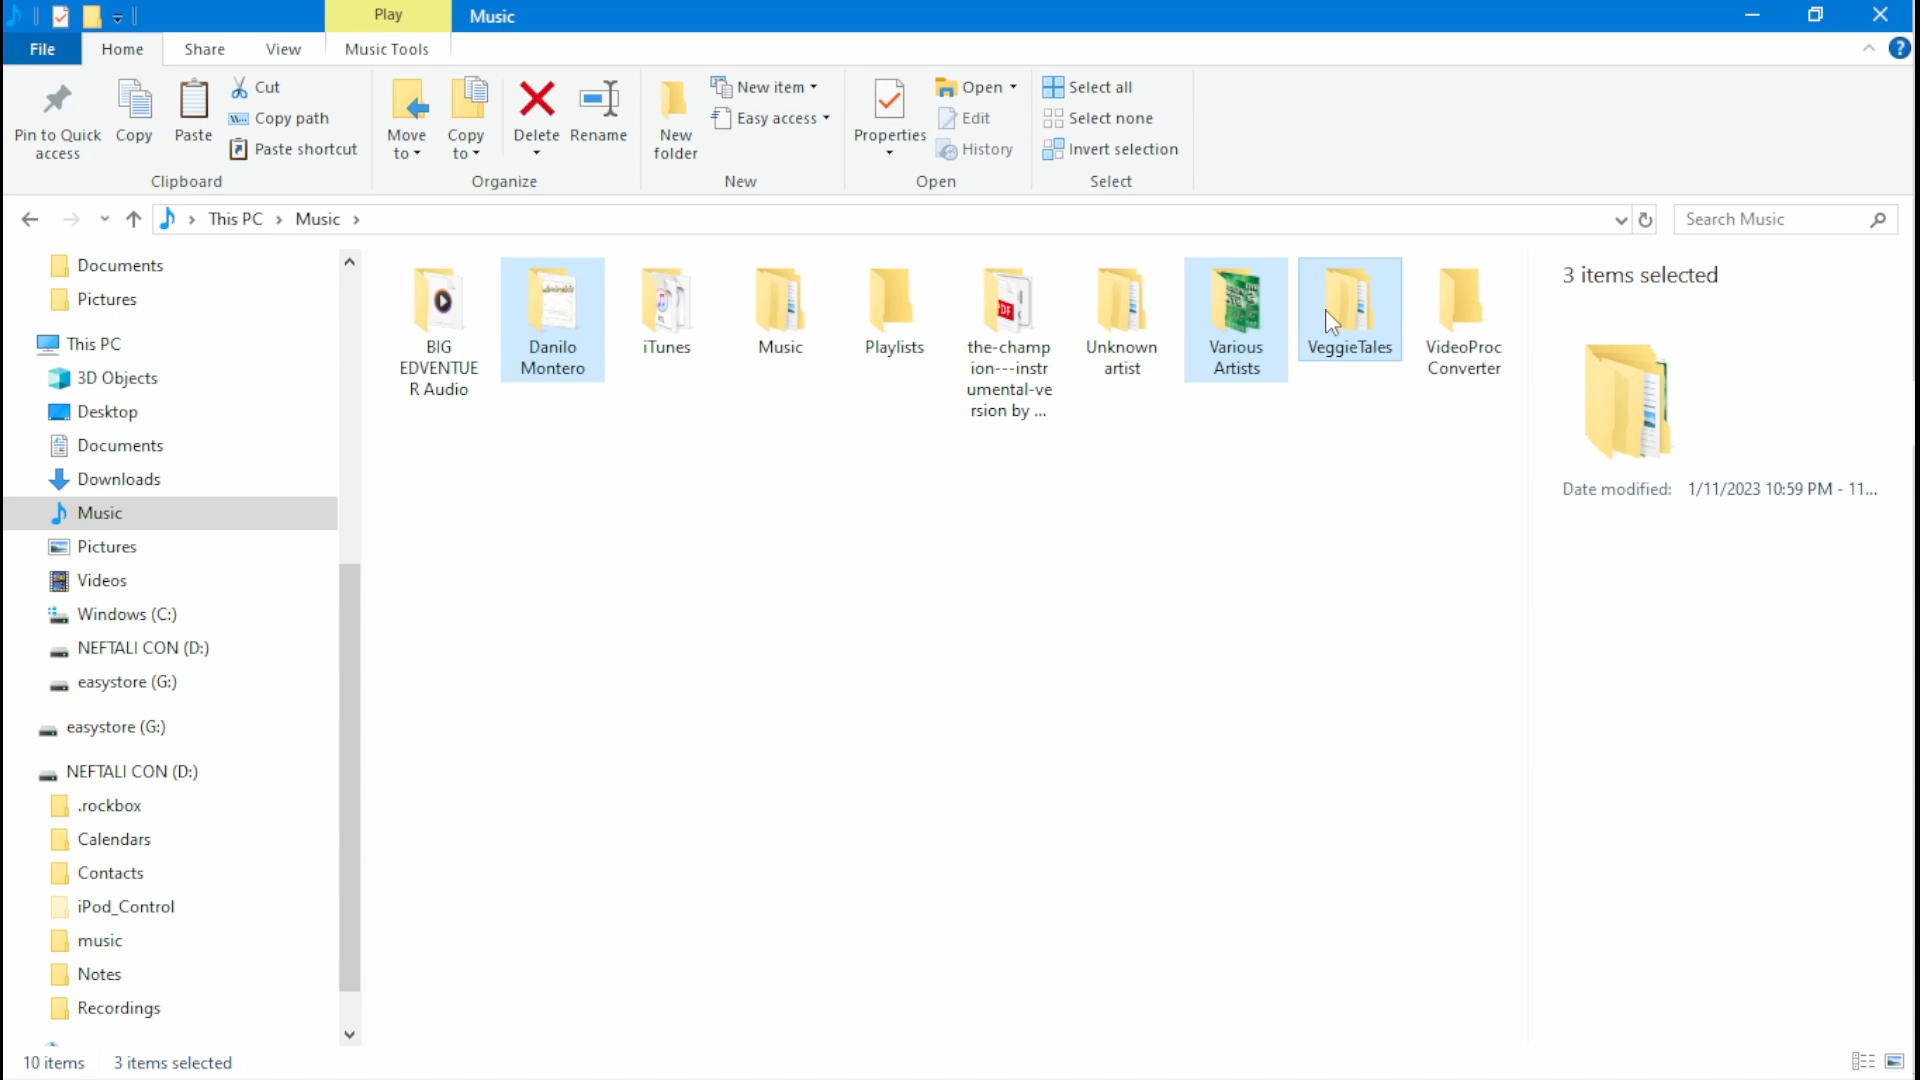 Play
Music
File
Home
Share
View
Music Tools
Pin to Quick
access
Copy
Paste
Cut
Copy path
Paste shortcut
Clipboard
Move
to
Copy
to
Delete
Rename
Organize
New
folder
New item
Easy access
New
Properties
Open
Edit
History
Open
Select all
Select none
Invert selection
Select
This PC > Music >
Search Music
Documents
Pictures
This PC
3D Objects
Desktop
Documents
Downloads
Music
Pictures
Videos
Windows (C:)
NEFTALI CON (D:)
easystore (G:)
easystore (G:)
NEFTALI CON (D:)
.rockbox
Calendars
Contacts
iPod_Control
music
Notes
Recordings
BIG
EDVENTUE
R Audio
Danilo
Montero
iTunes
Music
Playlists
the-champ
ion---instr
umental-ve
rsion by ...
Unknown
artist
Various
Artists
VeggieTales
VideoProc
Converter
3 items selected
Date modified: 1/11/2023 10:59 PM - 11...
10 items
3 items selected